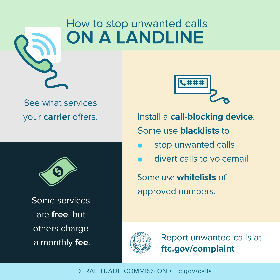 How to stop unwanted calls
ON A LANDLINE
See what services
your carrier offers.
Install a call-blocking device.
Some use blacklists to
stop unwanted calls
divert calls to voicemail
Some use whitelists of
approved numbers.
Some services
are free, but
others charge
a monthly fee.
Report unwanted calls at
ftc.gov/complaint
FEDERAL TRADE COMMISSION